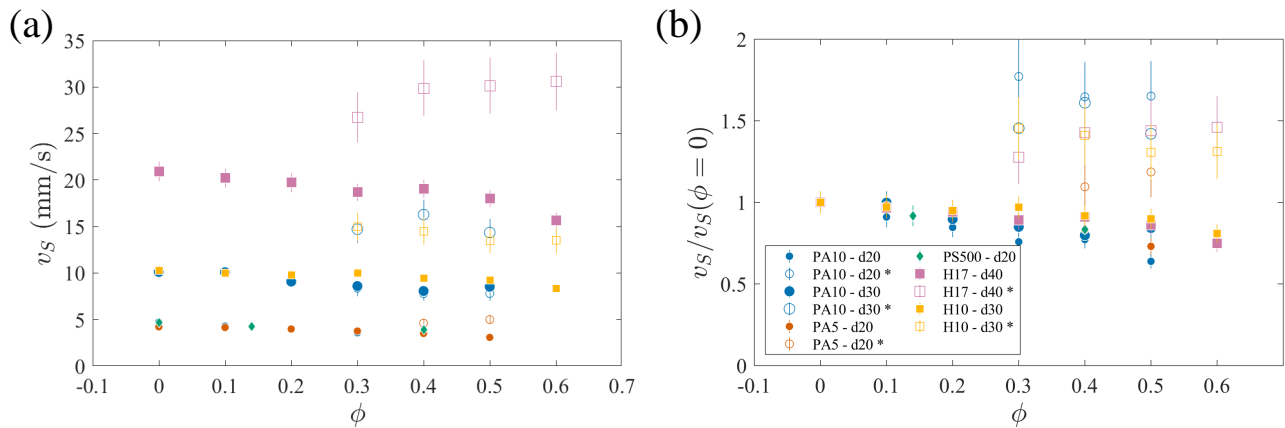 (a)
35
30
25
20
15
10
5
0
v_S (mm/s)
-0.1 0 0.1 0.2 0.3 0.4 0.5 0.6 0.7
ϕ
(b)
2
1.5
1
0.5
0
v_S/v_S(ϕ = 0)
PA10 - d20
PA10 - d20 *
PA10 - d30
PA10 - d30 *
PA5 - d20
PA5 - d20 *
PS500 - d20
H17 - d40
H17 - d40 *
H10 - d30
H10 - d30 *
-0.1 0 0.1 0.2 0.3 0.4 0.5 0.6
ϕ